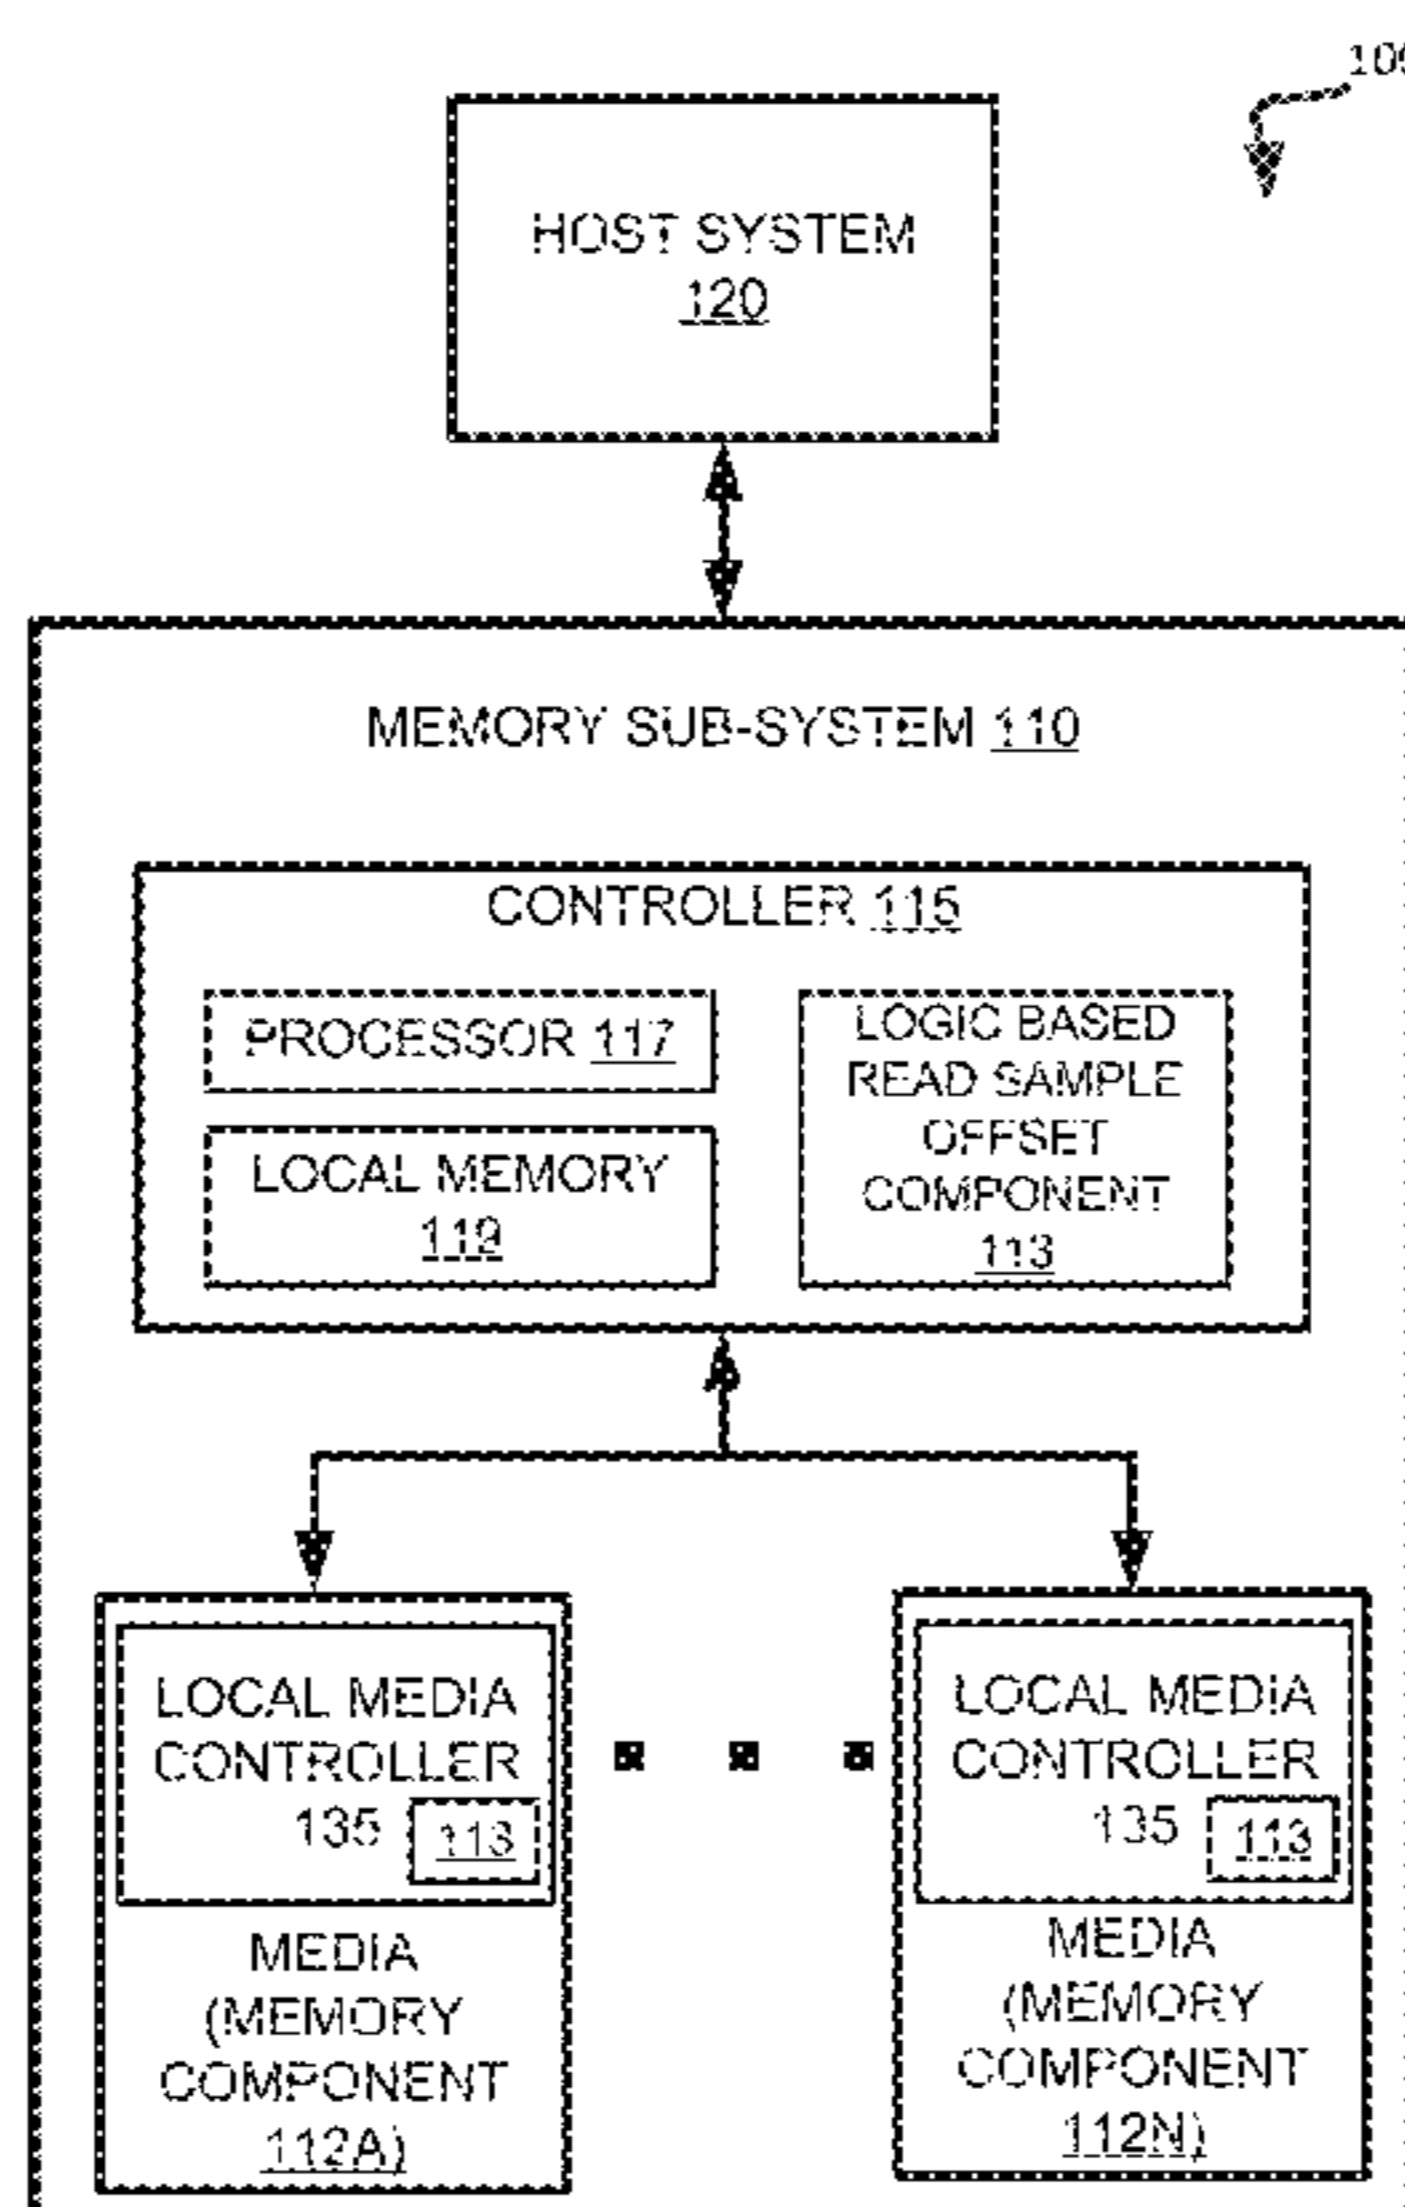 100
HOST SYSTEM
120
MEMORY SUB-SYSTEM 110
CONTROLLER 115
PROCESSOR 117
LOCAL MEMORY
119
LOGIC BASED
READ SAMPLE
OFFSET
COMPONENT
113
LOCAL MEDIA
CONTROLLER
135 113
MEDIA
(MEMORY
COMPONENT
112A)
LOCAL MEDIA
CONTROLLER
135 113
MEDIA
(MEMORY
COMPONENT
112N)